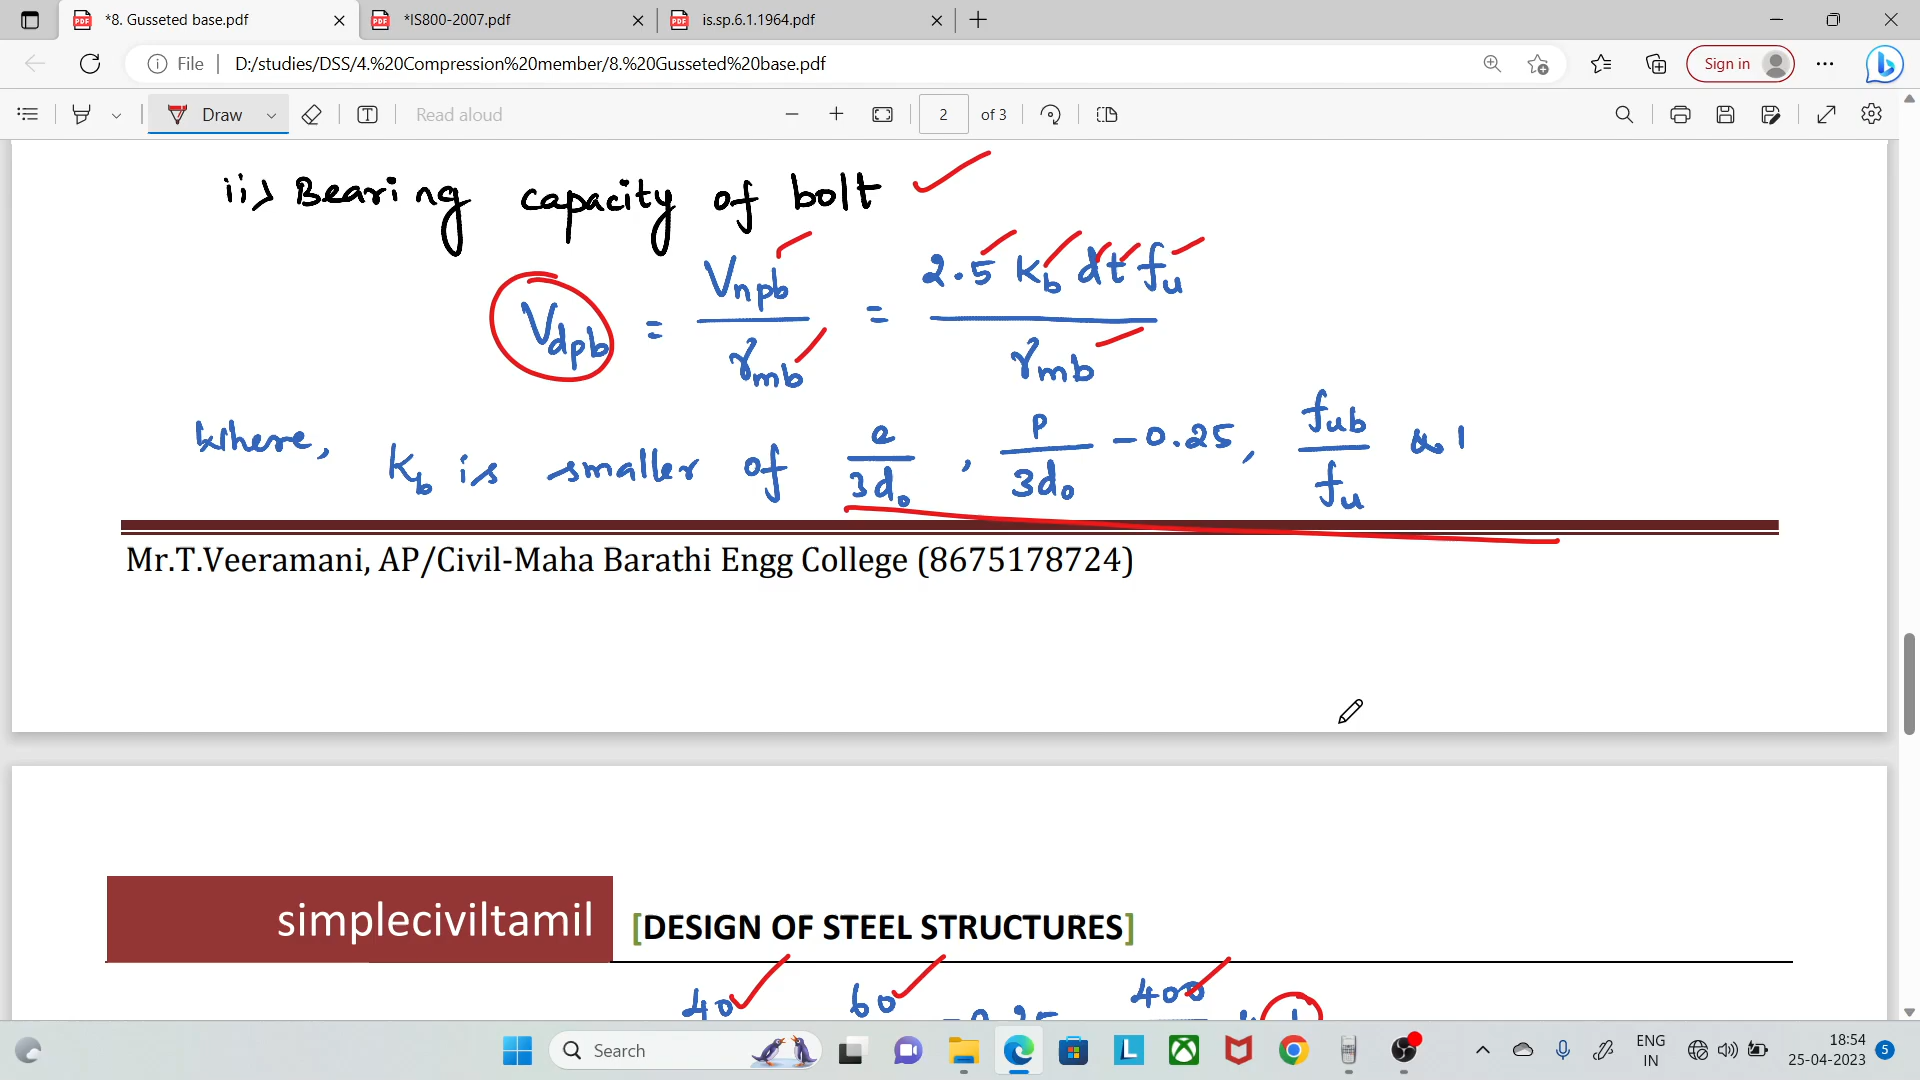 *8. Gusseted base.pdf
*IS800-2007.pdf
is.sp.6.1.1964.pdf
File
D:/studies/DSS/4.%20Compression%20member/8.%20Gusseted%20base.pdf
Sign in
Draw
Read aloud
2 of 3
ii) Bearing capacity of bolt
Vdpb = Vnpb / γmb = 2.5 kb dt fu / γmb
Where, kb is smaller of e / 3d₀ , p / 3d₀ - 0.25, fub / fu & 1
Mr.T.Veeramani, AP/Civil-Maha Barathi Engg College (8675178724)
simpleciviltamil [DESIGN OF STEEL STRUCTURES]
40 60 400
Search
ENG
IN
18:54
25-04-2023
5